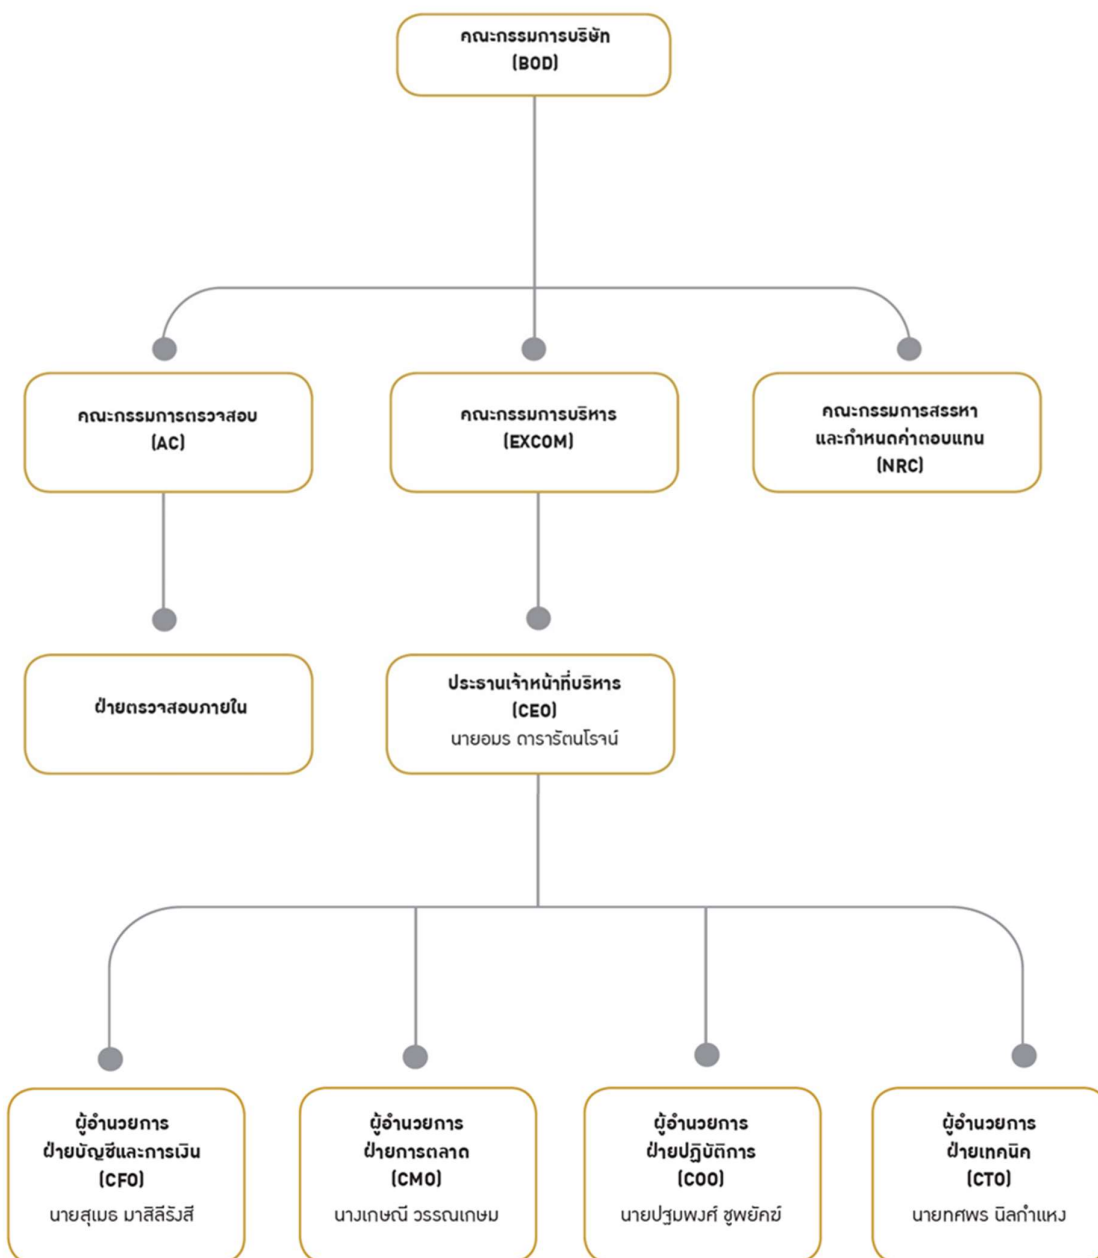 คณะกรรมการบริษัท
(BOD)
คณะกรรมการตรวจสอบ
(AC)
คณะกรรมการบริหาร
(EXCOM)
คณะกรรมการสรรหา
และกำหนดค่าตอบแทน
(NRC)
ฝ่ายตรวจสอบภายใน
ประธานเจ้าหน้าที่บริหาร
(CEO)
นายอมร ดารารัตนโรจน์
ผู้อำนวยการ
ฝ่ายบัญชีและการเงิน
(CFO)
นายสุเมธ มาสิลีรังสี
ผู้อำนวยการ
ฝ่ายการตลาด
(CMO)
นางเกษณี วรรณเกษม
ผู้อำนวยการ
ฝ่ายปฏิบัติการ
(COO)
นายปฐมพงศ์ ชูพยัคฆ์
ผู้อำนวยการ
ฝ่ายเทคนิค
(CTO)
นายทศพร นิลกำแหง